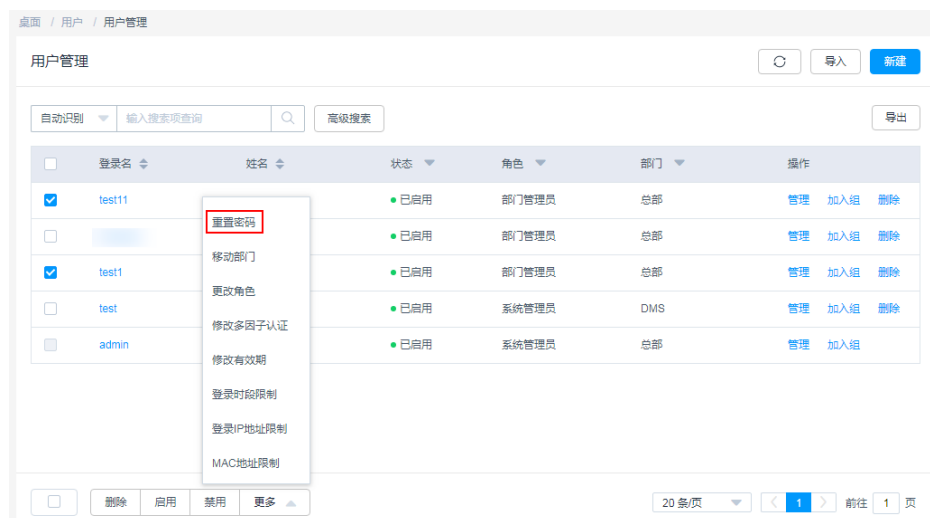 桌面 / 用户 / 用户管理
用户管理
导入
新建
自动识别
输入搜索项查询
高级搜索
导出
登录名 姓名 状态 角色 部门 操作
test11 已启用 部门管理员 总部 管理 加入组 删除
已启用 部门管理员 总部 管理 加入组 删除
test1 已启用 部门管理员 总部 管理 加入组 删除
test 已启用 系统管理员 DMS 管理 加入组 删除
admin 已启用 系统管理员 总部 管理 加入组
重置密码
移动部门
更改角色
修改多因子认证
修改有效期
登录时段限制
登录IP地址限制
MAC地址限制
删除 启用 禁用 更多
20 条/页 1 前往 1 页